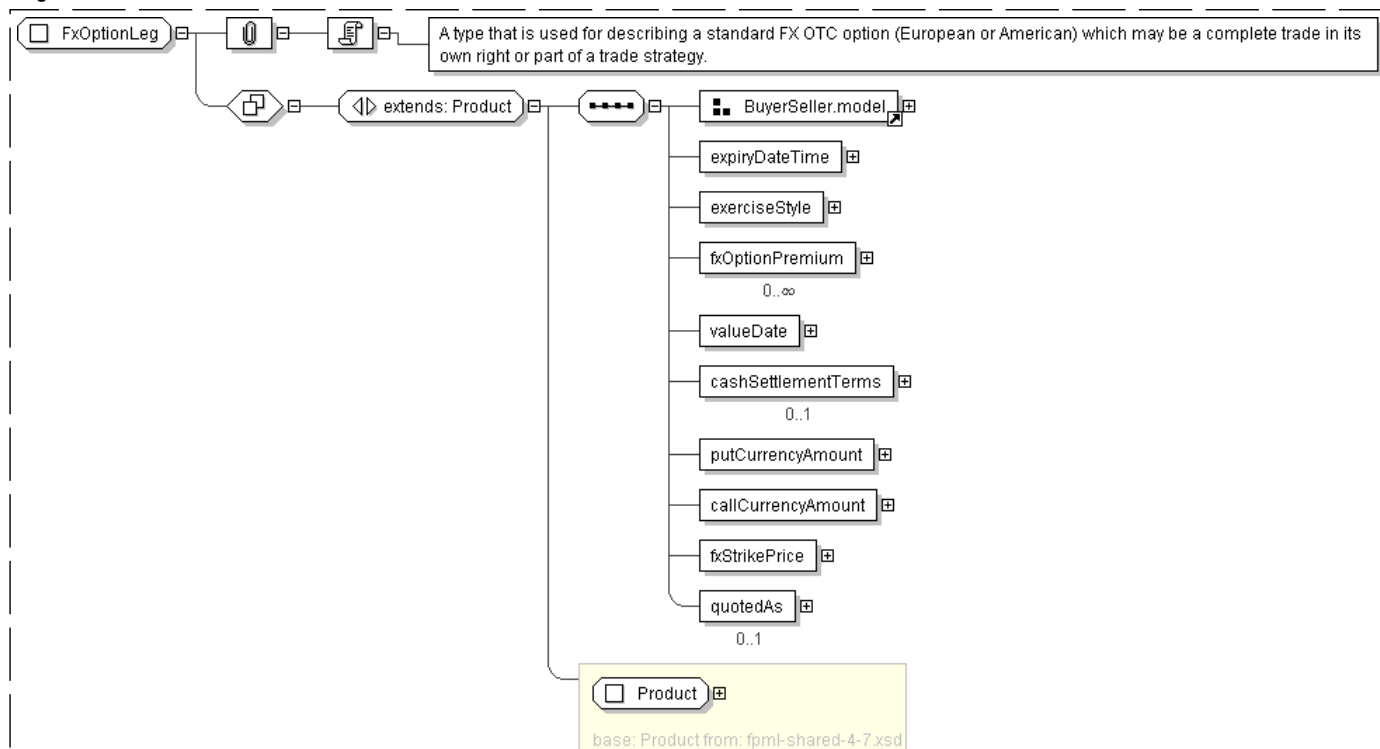 FxOptionLeg
A type that is used for describing a standard FX OTC option (European or American) which may be a complete trade in its
own right or part of a trade strategy.
extends: Product
BuyerSeller.model
expiryDateTime
exerciseStyle
fxOptionPremium
0..∞
valueDate
cashSettlementTerms
0..1
putCurrencyAmount
callCurrencyAmount
fxStrikePrice
quotedAs
0..1
Product
base: Product from: fpml-shared-4-7.xsd